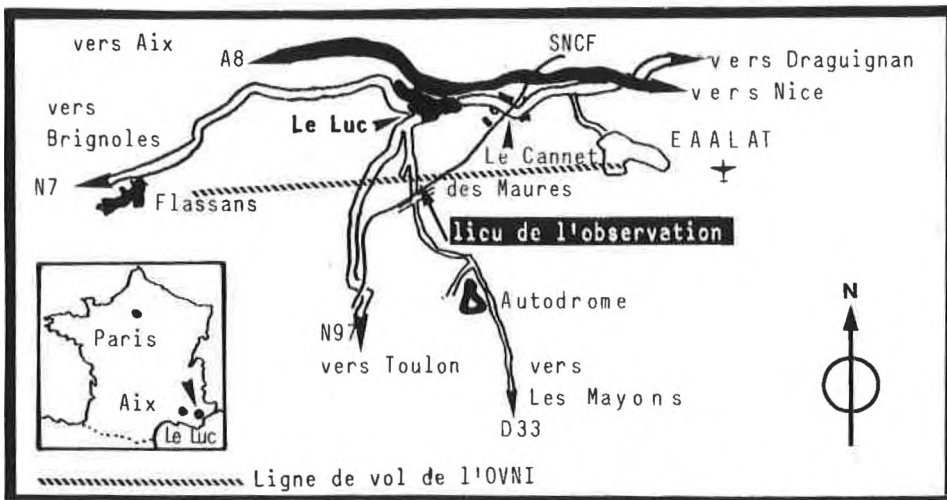 vers Aix
A8
SNCF
vers Draguignan
vers Nice
vers
Brignoles
Le Luc
Le Cannet
des Maures
EAALAT
N7
Flassans
licu de l'observation
Autodrome
N97
vers Toulon
vers
Les Mayons
D33
N
Paris
Aix
Le Luc
Ligne de vol de l'OVNI